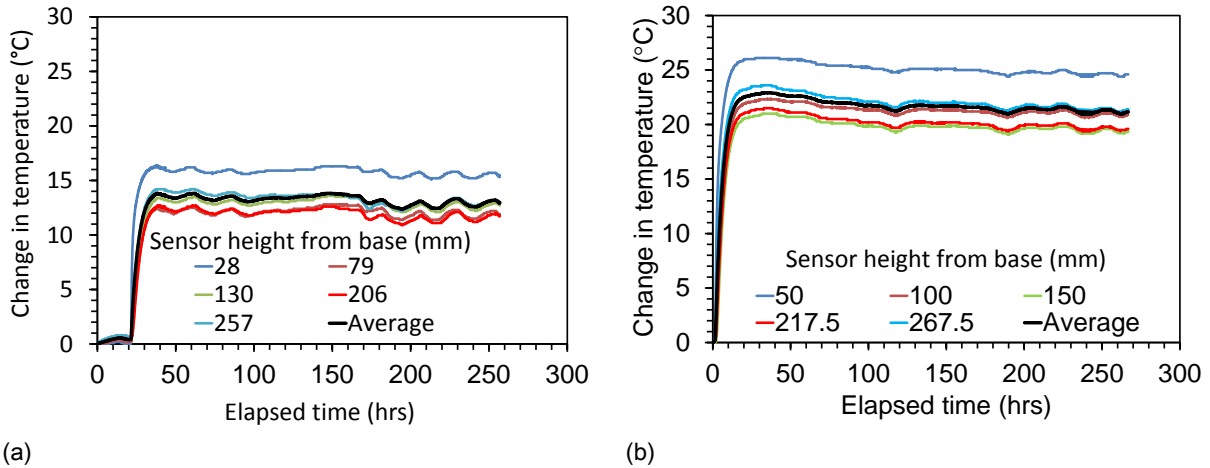 30
25
20
15
10
5
0
Change in temperature (°C)
Sensor height from base (mm)
28 79
130 206
257 Average
0 50 100 150 200 250 300
Elapsed time (hrs)
(a)
30
25
20
15
10
5
0
Change in temperature (°C)
Sensor height from base (mm)
50 100 150
217.5 267.5 Average
0 50 100 150 200 250 300
Elapsed time (hrs)
(b)